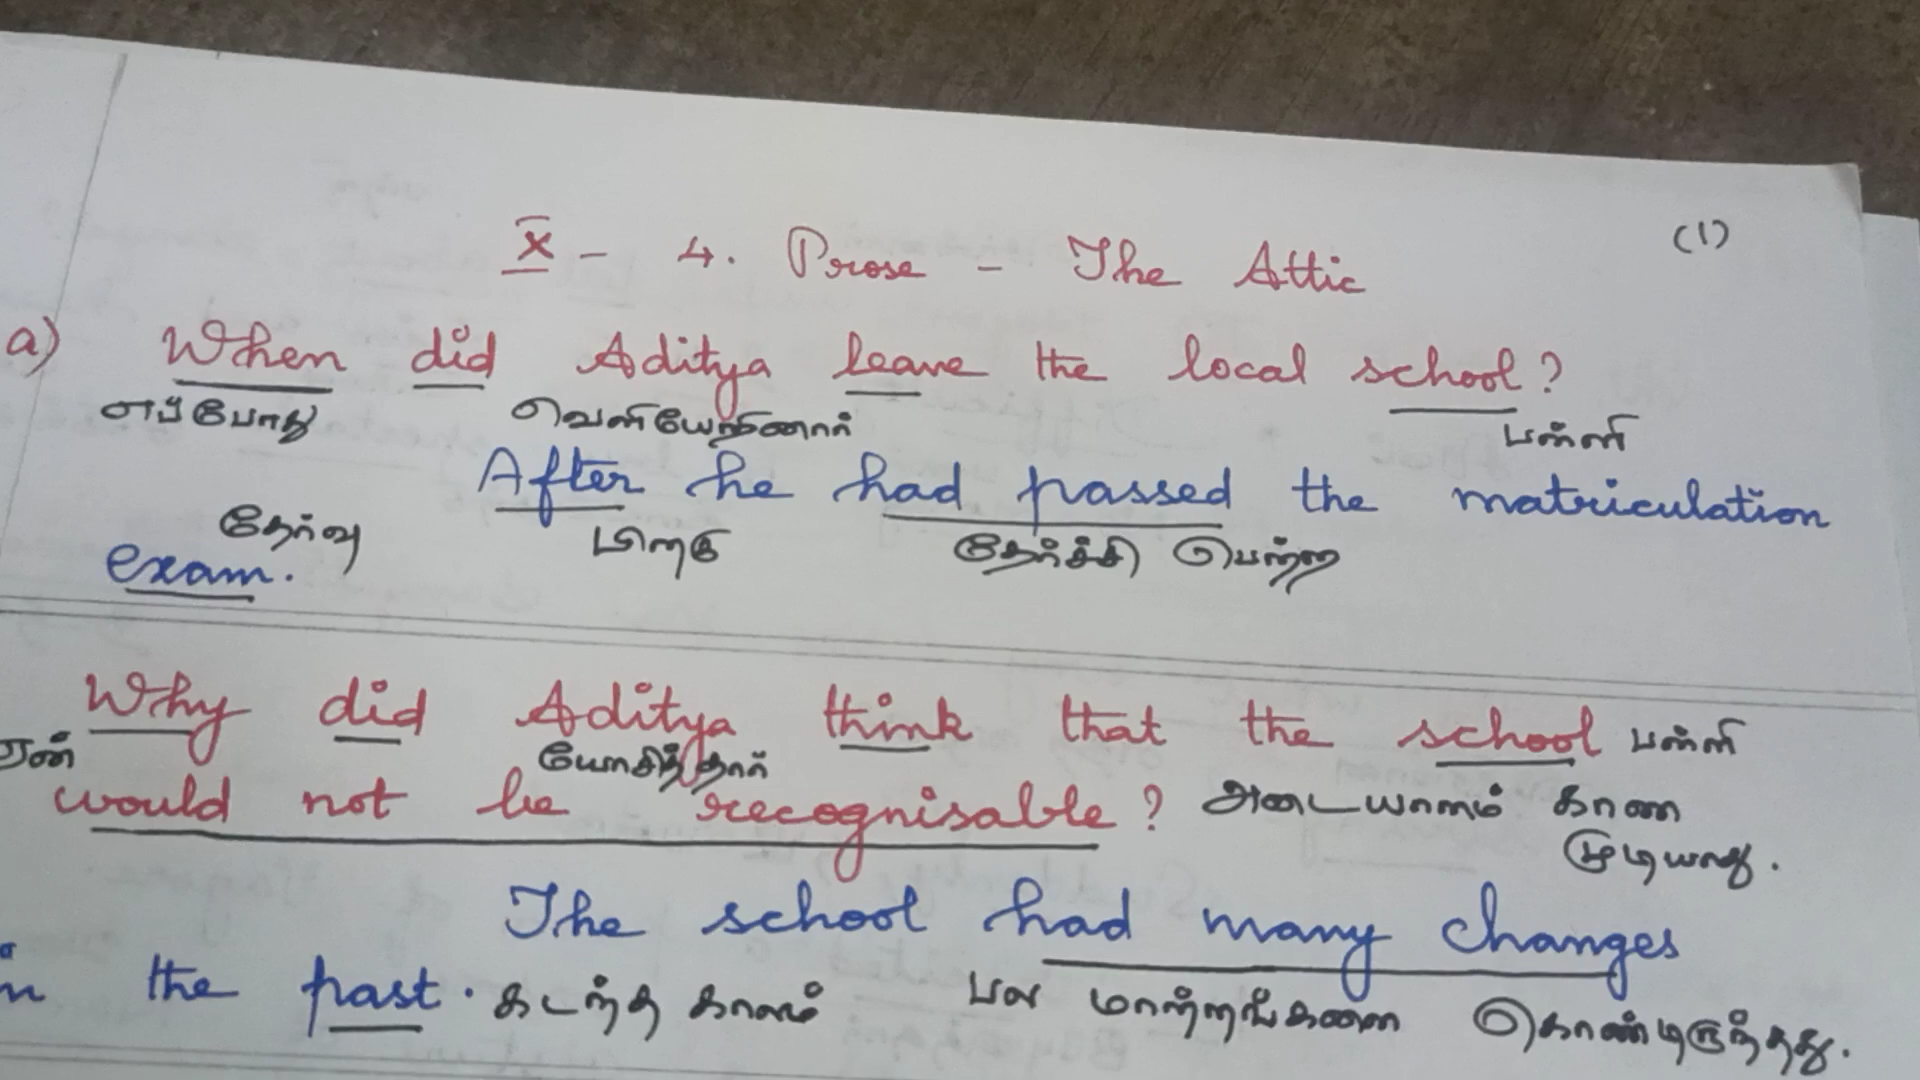 (1)
X - 4. Prose - The Attic
a) When did Aditya leave the local school?
எப்போது வெளியேறினார் பள்ளி
After he had passed the matriculation
தேர்வு பிறகு தேர்ச்சி பெற்ற
exam.
Why did Aditya think that the school பள்ளி
ஏன் யோசித்தார்
would not be recognisable? அடையாளம் காண
முடியாது.
The school had many changes
in the past. கடந்த காலம் பல மாற்றங்களை கொண்டிருந்தது.